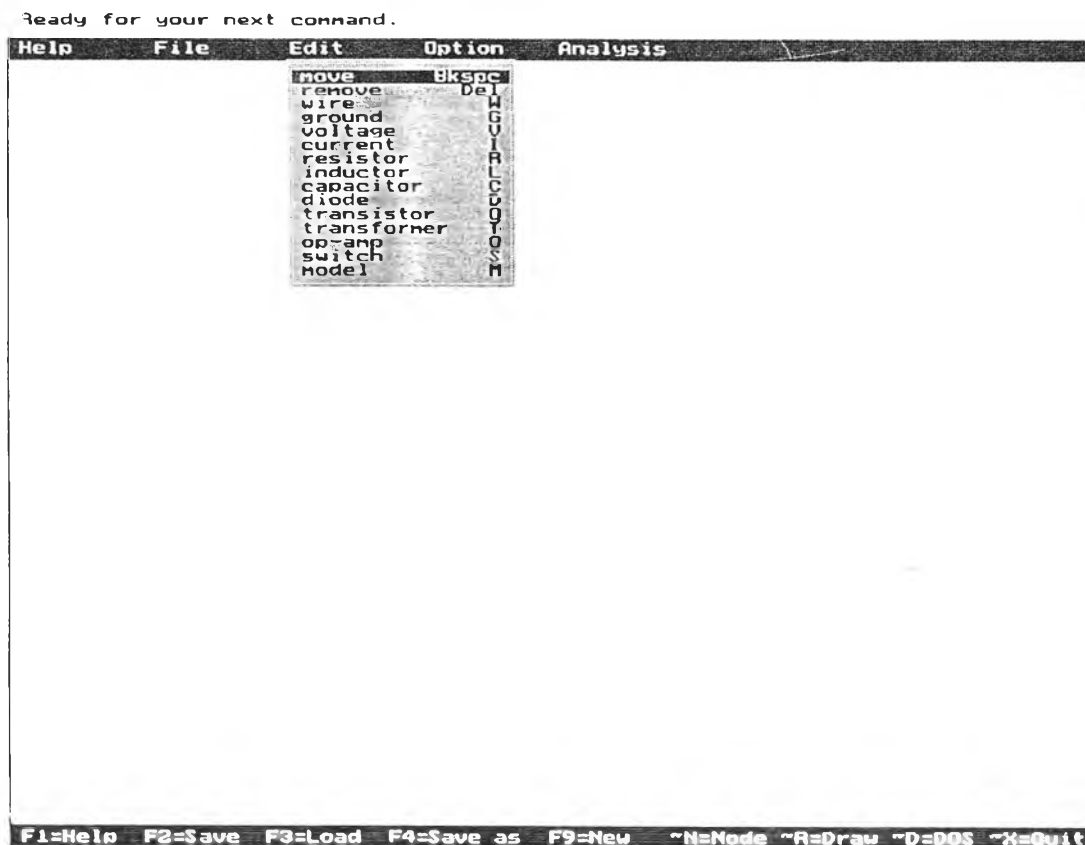 Ready for your next command.
Help File Edit Option Analysis
move Bkspc
remove Del
wire W
ground G
voltage V
current I
resistor R
inductor L
capacitor C
diode D
transistor Q
transformer T
op-amp O
switch S
model M
F1=Help F2=Save F3=Load F4=Save as F9=New ~N=Node ~R=Draw ~D=DOS ~X=Quit